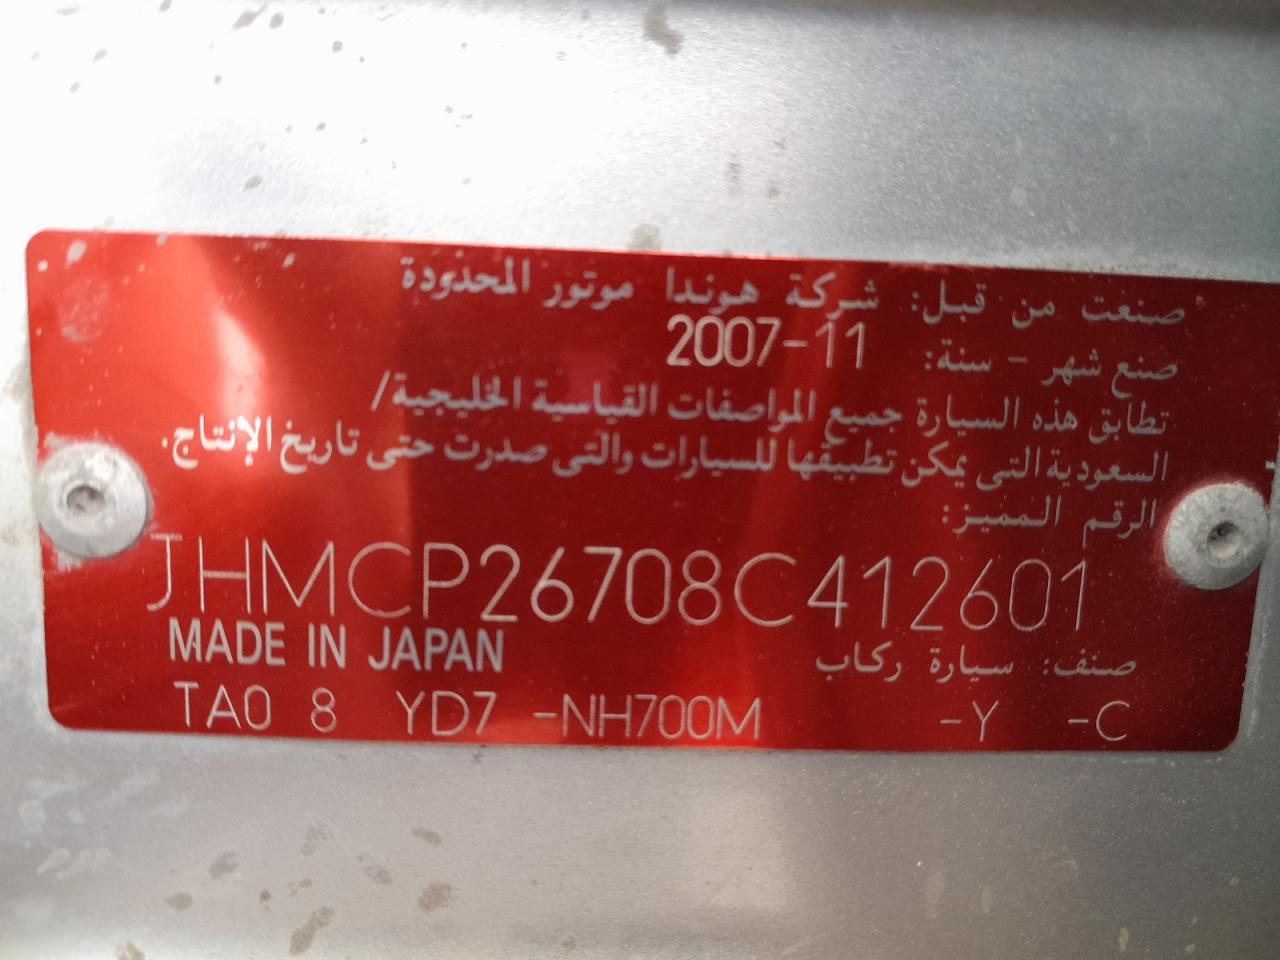 صنعت من قبل: شركة هوندا موتور المحدودة
صنع شهر - سنة: 2007-11
تطابق هذه السيارة جميع المواصفات القياسية الخليجية/
السعودية التى يمكن تطبيقها للسيارات والتى صدرت حتى تاريخ الإنتاج.
الرقم المميز:
JHMCP26708C412601
MADE IN JAPAN
صنف: سيارة ركاب
TA0 8 YD7 -NH700M -Y -C